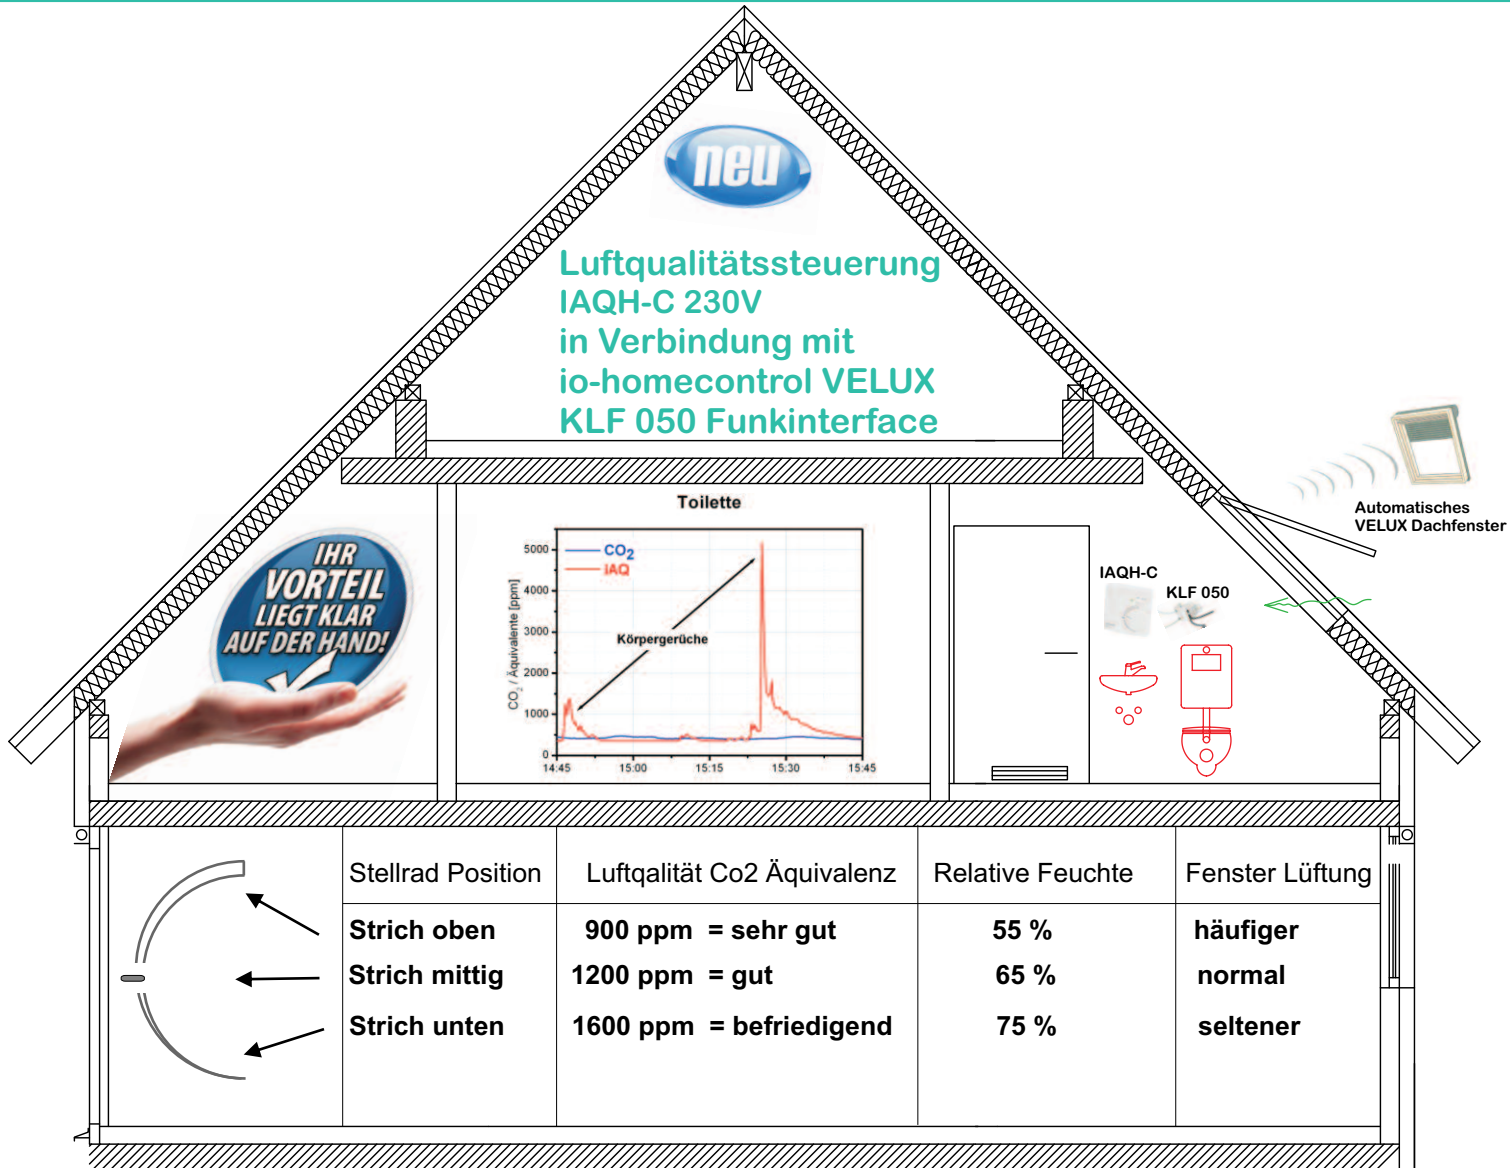 neu
Luftqualitätssteuerung
IAQH-C 230V
in Verbindung mit
io-homecontrol VELUX
KLF 050 Funkinterface
Automatisches
VELUX Dachfenster
IHR
VORTEIL
LIEGT KLAR
AUF DER HAND!
Toilette
CO₂ / Äquivalente [ppm]
5000
4000
3000
2000
1000
0
CO₂
iAQ
Körpergerüche
14:45 15:00 15:15 15:30 15:45
IAQH-C
KLF 050
Stellrad Position Luftqalität Co2 Äquivalenz Relative Feuchte Fenster Lüftung
Strich oben 900 ppm = sehr gut 55 % häufiger
Strich mittig 1200 ppm = gut 65 % normal
Strich unten 1600 ppm = befriedigend 75 % seltener